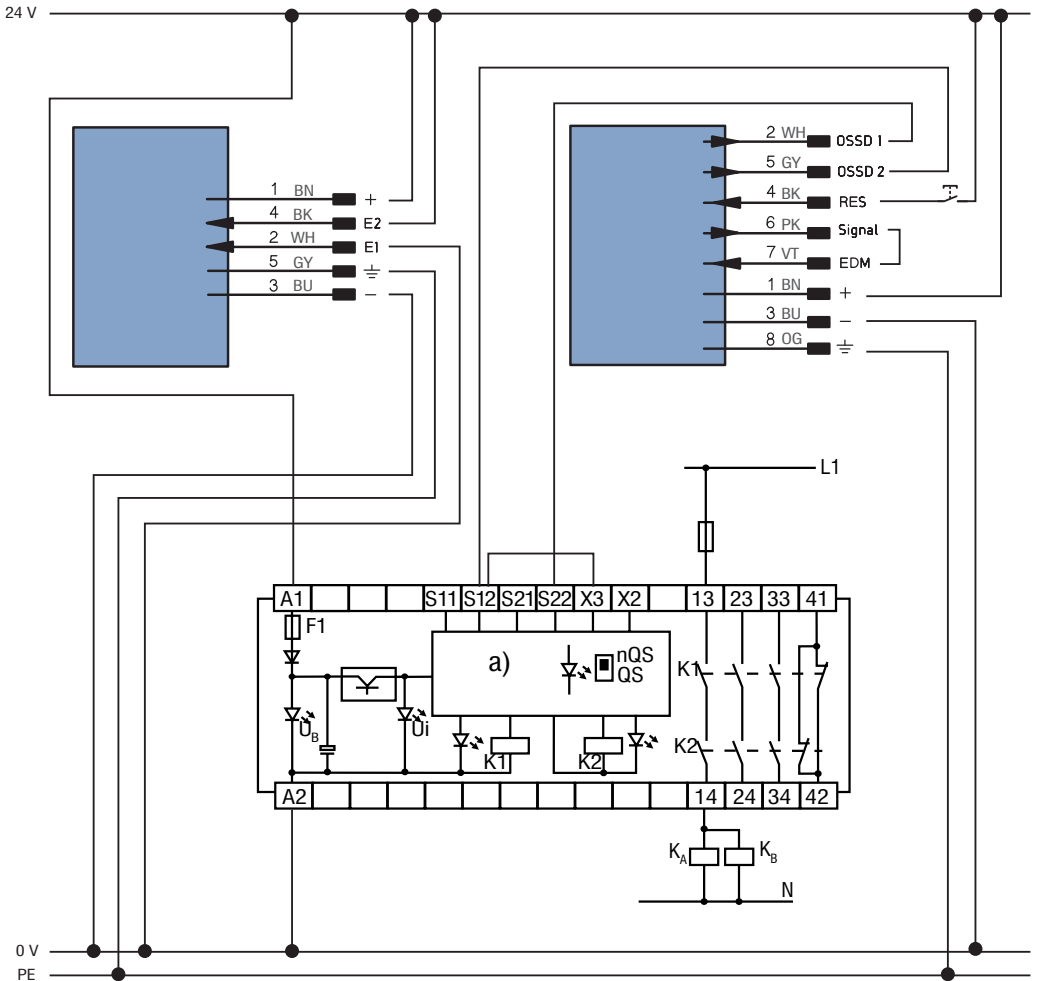 24 V
1 BN +
4 BK E2
2 WH E1
5 GY
3 BU −
2 WH OSSD 1
5 GY OSSD 2
4 BK RES
6 PK Signal
7 VT EDM
1 BN +
3 BU −
8 OG
L1
A1 S11 S12 S21 S22 X3 X2 13 23 33 41
F1
a)
nQS
QS
K1
UB
Ui
K1
K2
K2
A2 14 24 34 42
KA
KB
N
0 V
PE